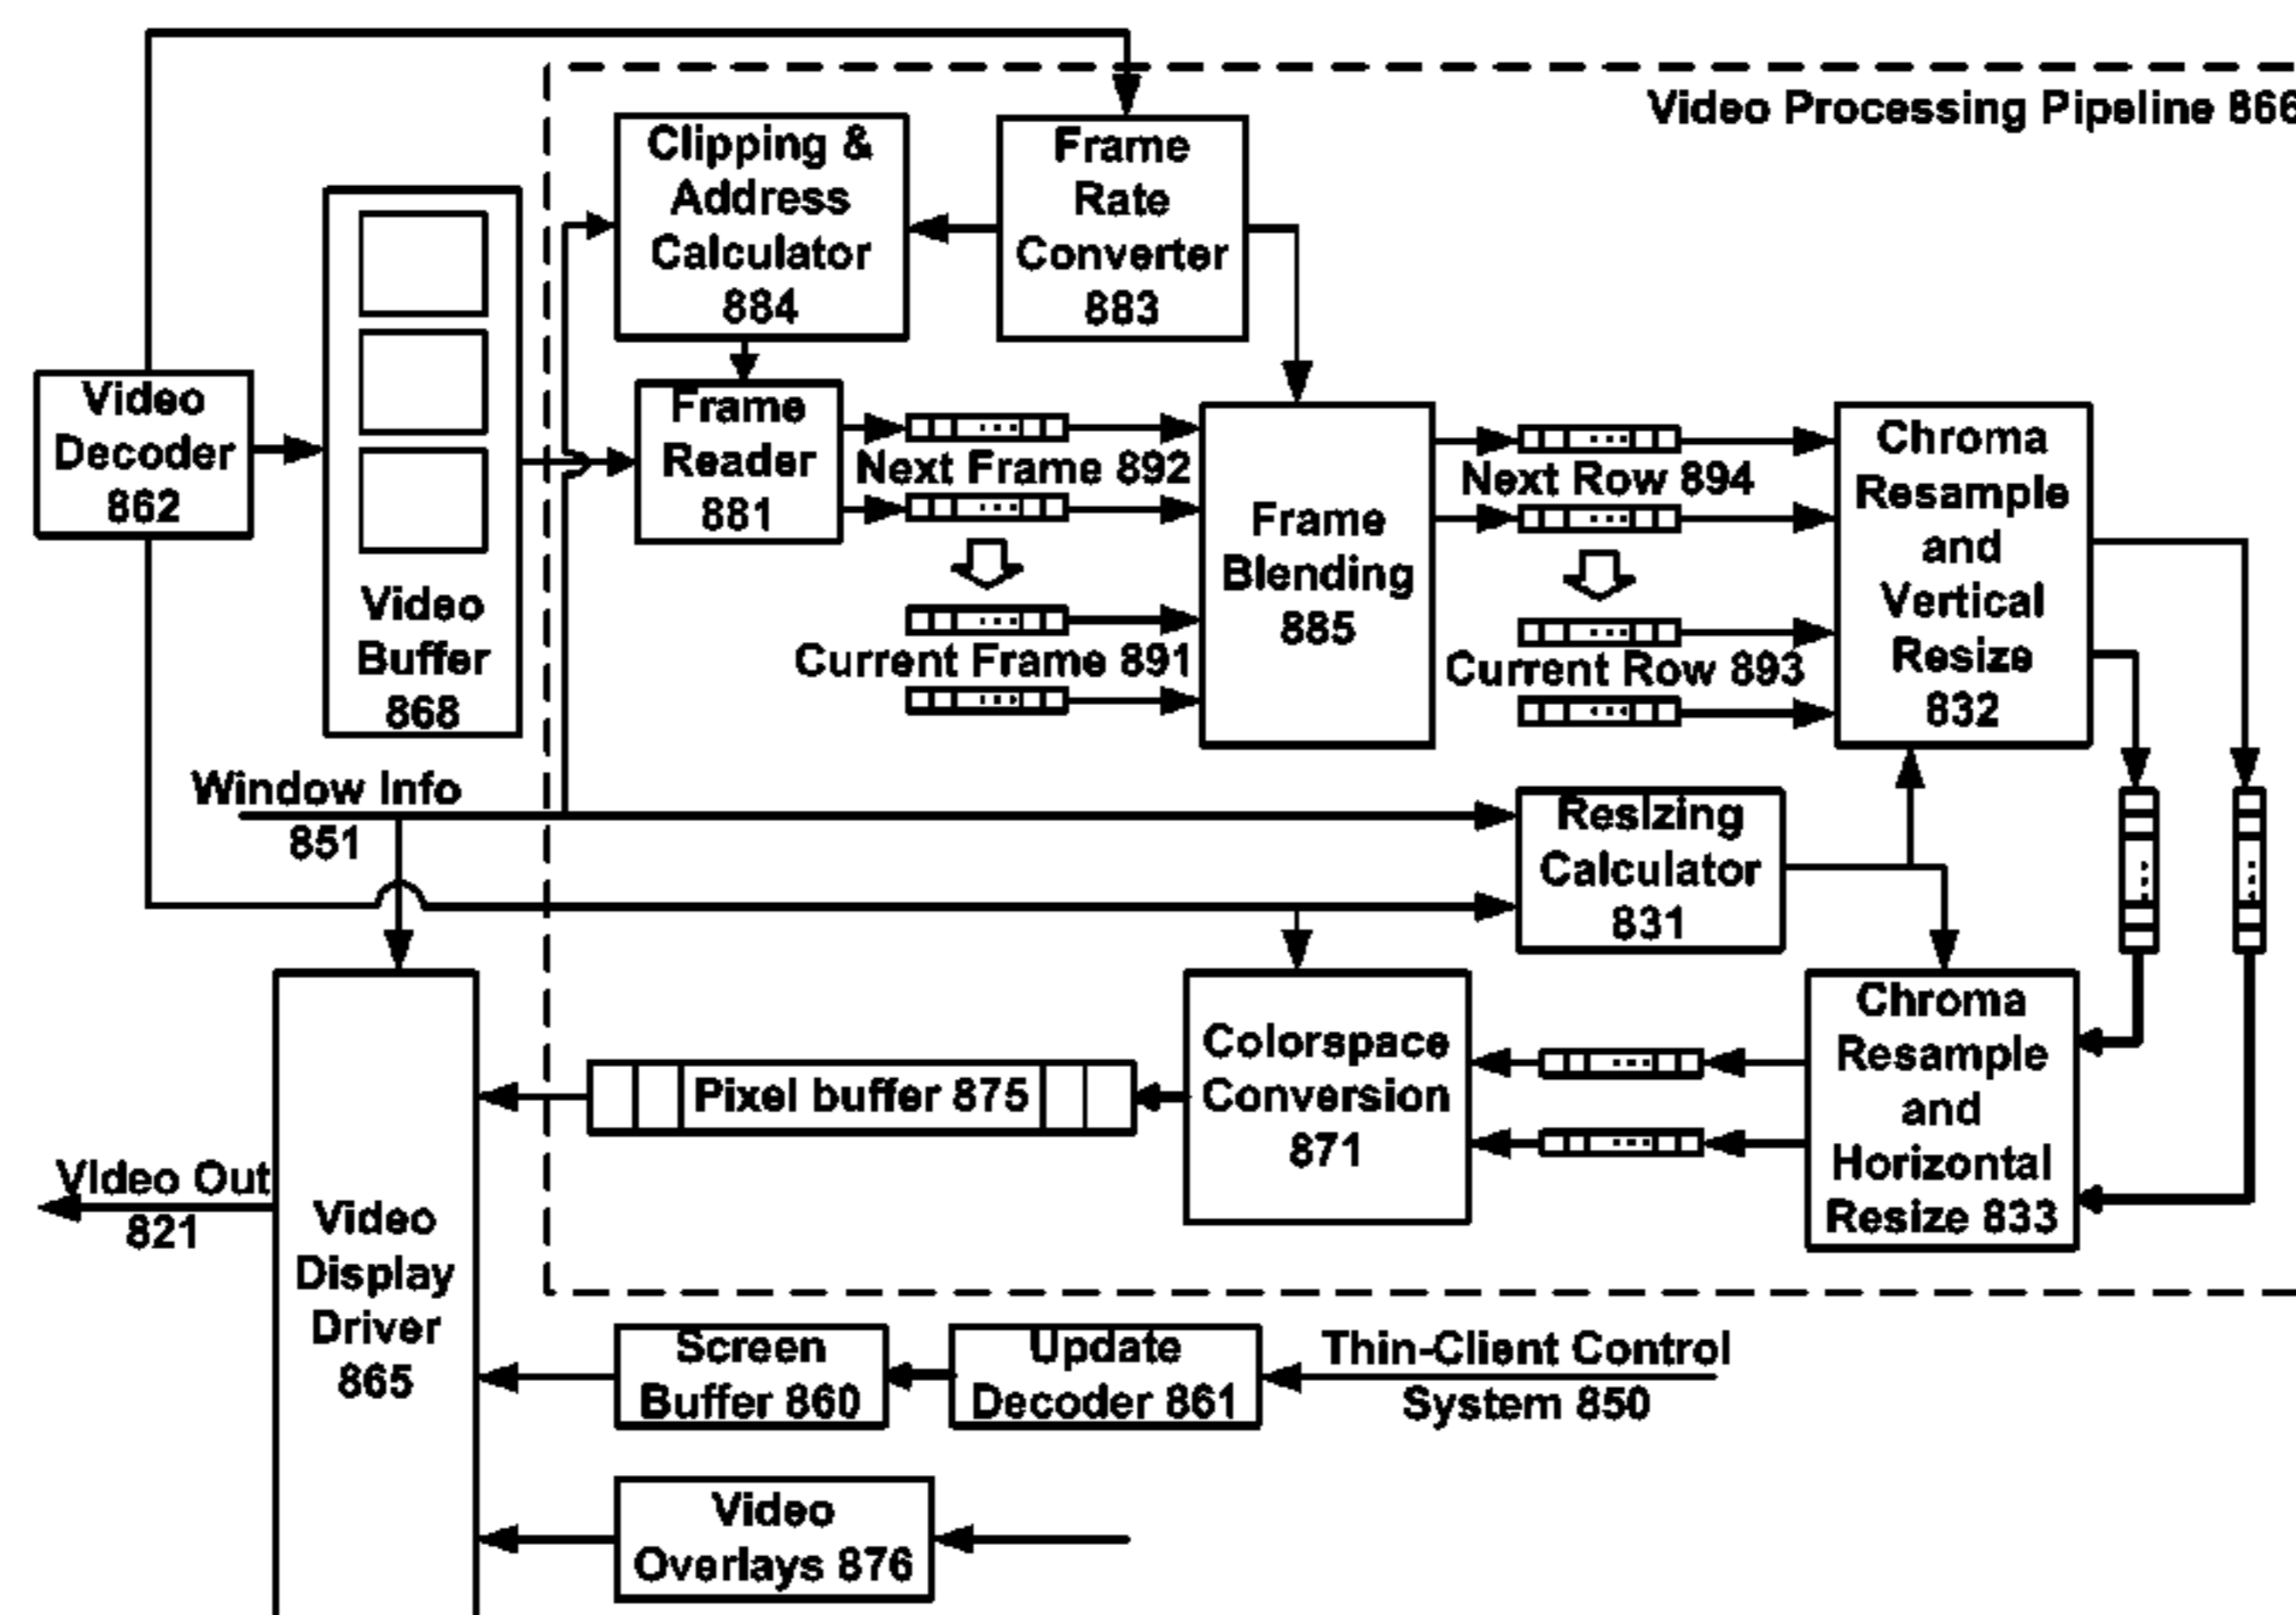 Video Processing Pipeline 866
Clipping &
Address
Calculator
884
Frame
Rate
Converter
883
Video
Decoder
862
Video
Buffer
868
Frame
Reader
881
Next Frame 892
Current Frame 891
Frame
Blending
885
Next Row 894
Current Row 893
Chroma
Resample
and
Vertical
Resize
832
Window Info
851
Resizing
Calculator
831
Chroma
Resample
and
Horizontal
Resize 833
Colorspace
Conversion
871
Pixel buffer 875
Video Out
821
Video
Display
Driver
865
Screen
Buffer 860
Update
Decoder 861
Thin-Client Control
System 850
Video
Overlays 876